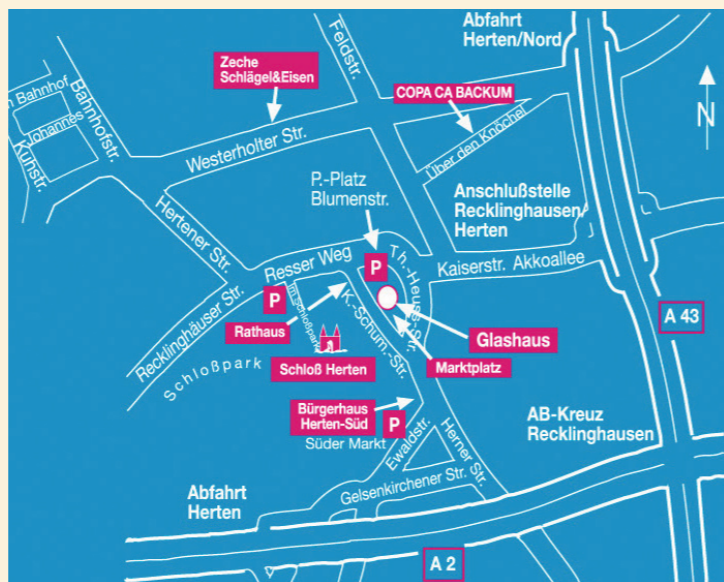 Abfahrt
Herten/Nord
Zeche
Schlägel&Eisen
Feldstr.
COPA CA BACKUM
N
Bahnhof
Johannes
Kuhstr.
Bahnhofstr.
Westerholter Str.
Über den Knöchel
P.-Platz
Blumenstr.
Anschlußstelle
Recklinghausen/
Herten
Hertener Str.
Resser Weg
P
Th.-Heuss-Str.
Kaiserstr. Akkoallee
Recklinghäuser Str.
P
Im Schloßpark
K.-Schum.-Str.
A 43
Rathaus
Glashaus
Schloßpark
Schloß Herten
Marktplatz
Bürgerhaus
Herten-Süd
P
Süder Markt
Ewaldstr.
Herner Str.
AB-Kreuz
Recklinghausen
Gelsenkirchener Str.
Abfahrt
Herten
A 2